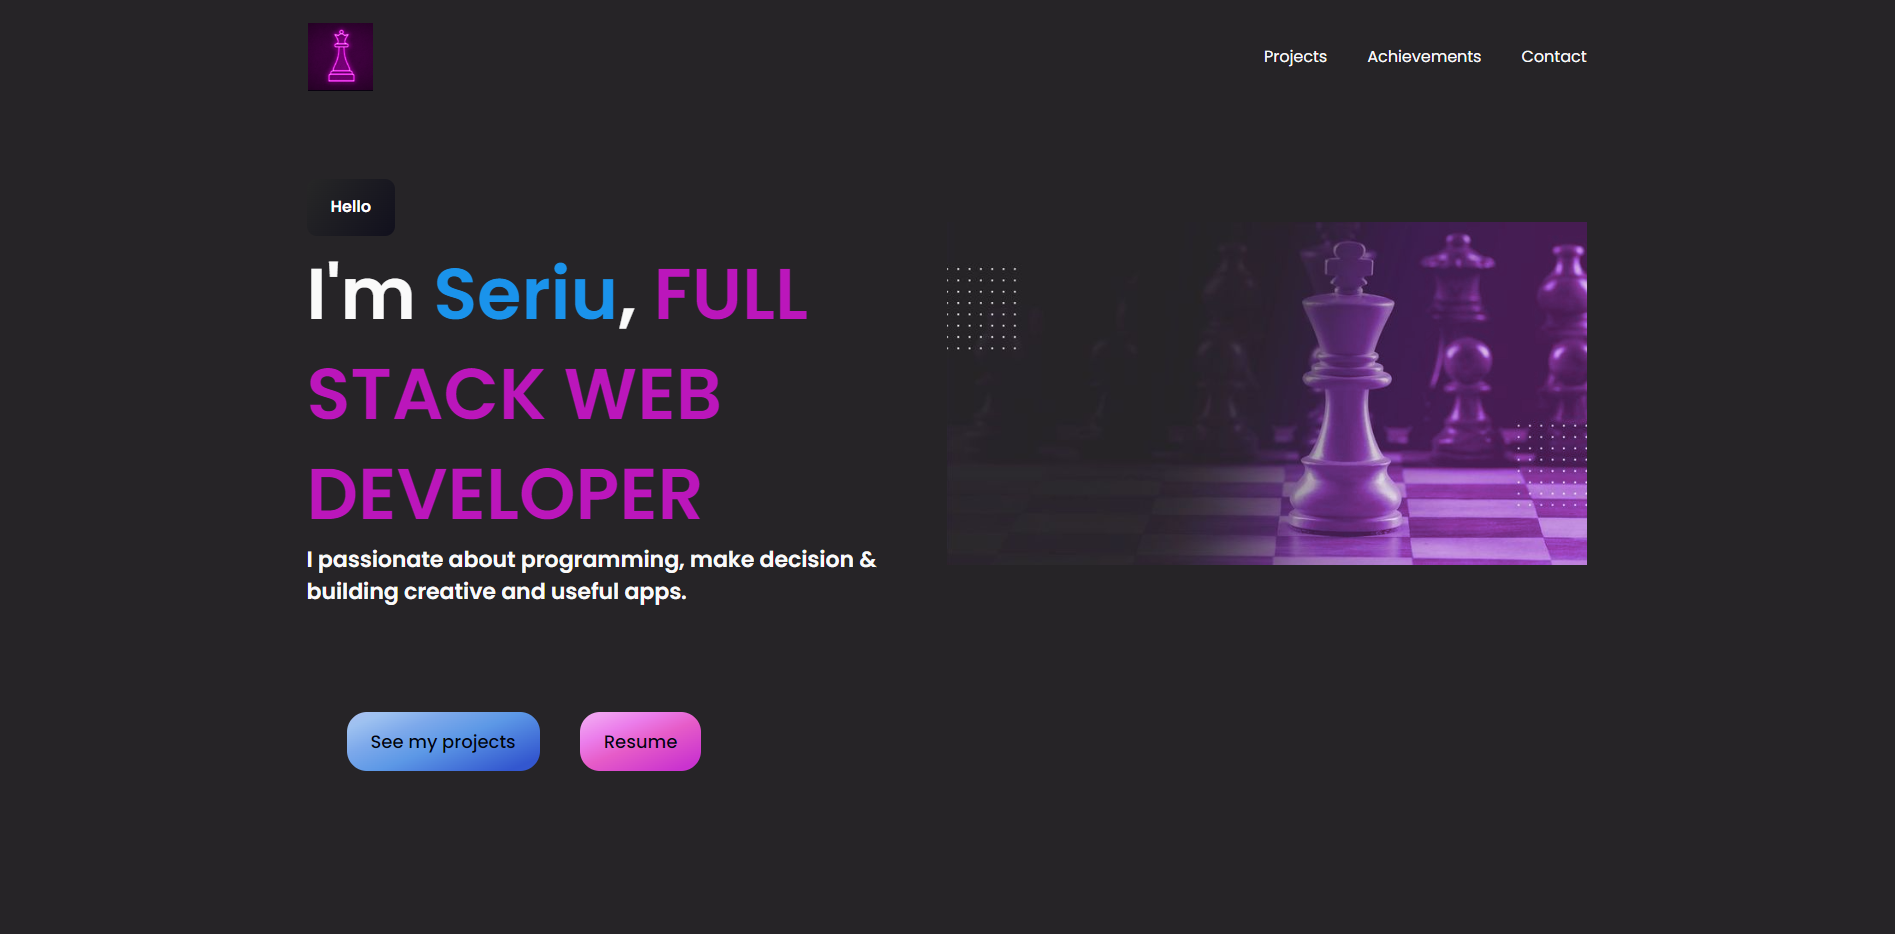 Projects Achievements Contact
Hello
I'm Seriu, FULL
STACK WEB
DEVELOPER
I passionate about programming, make decision &
building creative and useful apps.
See my projects Resume